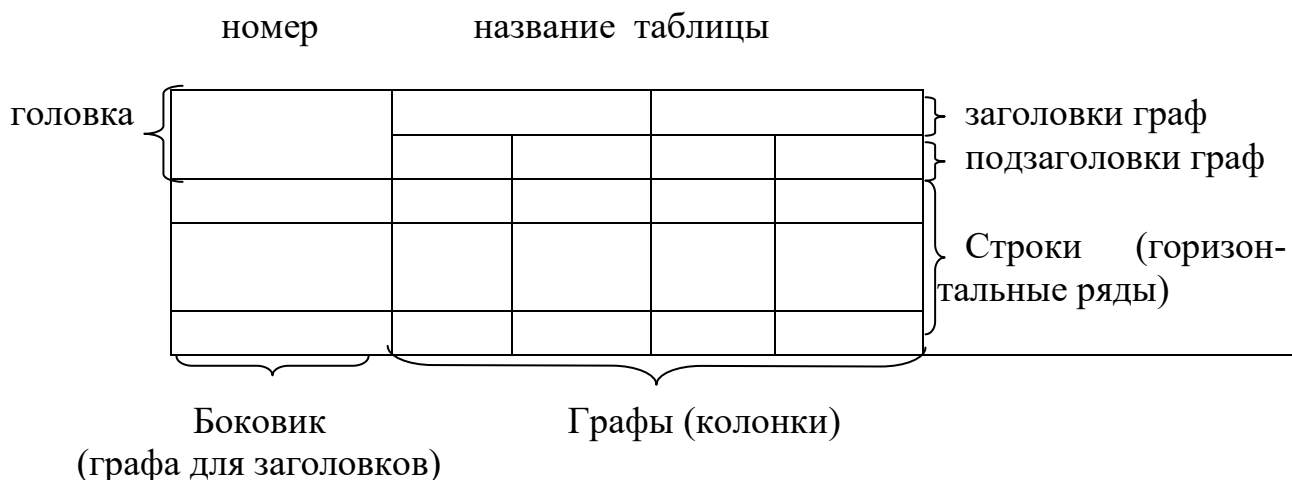 номер название таблицы
головка
заголовки граф
подзаголовки граф
Строки (горизон-
тальные ряды)
Боковик
(графа для заголовков)
Графы (колонки)